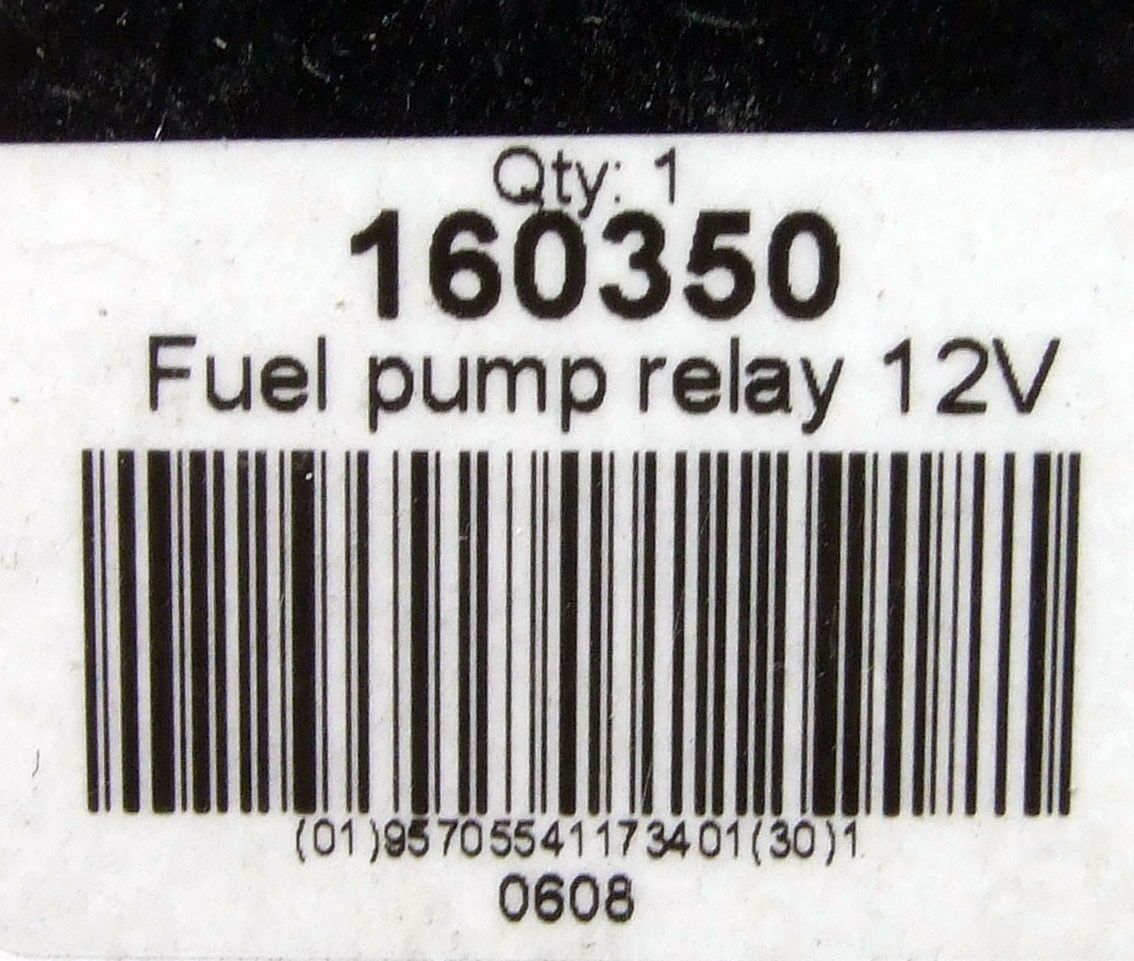 Qty: 1
160350
Fuel pump relay 12V
(01)95705541173401(30)1
0608